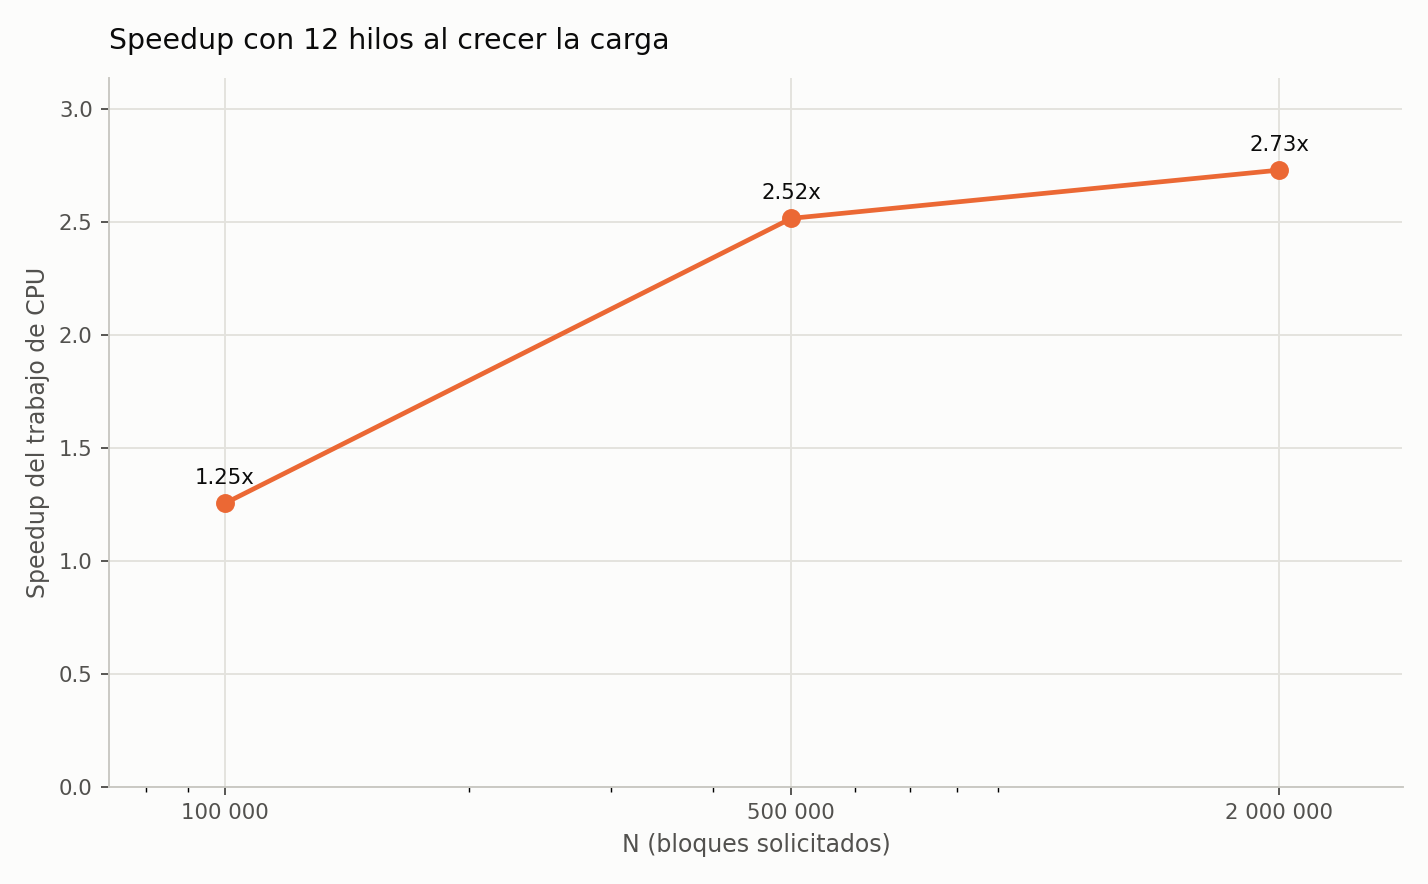 Speedup con 12 hilos al crecer la carga
Speedup del trabajo de CPU
3.0
2.5
2.0
1.5
1.0
0.5
0.0
1.25x
2.52x
2.73x
100 000
500 000
2 000 000
N (bloques solicitados)